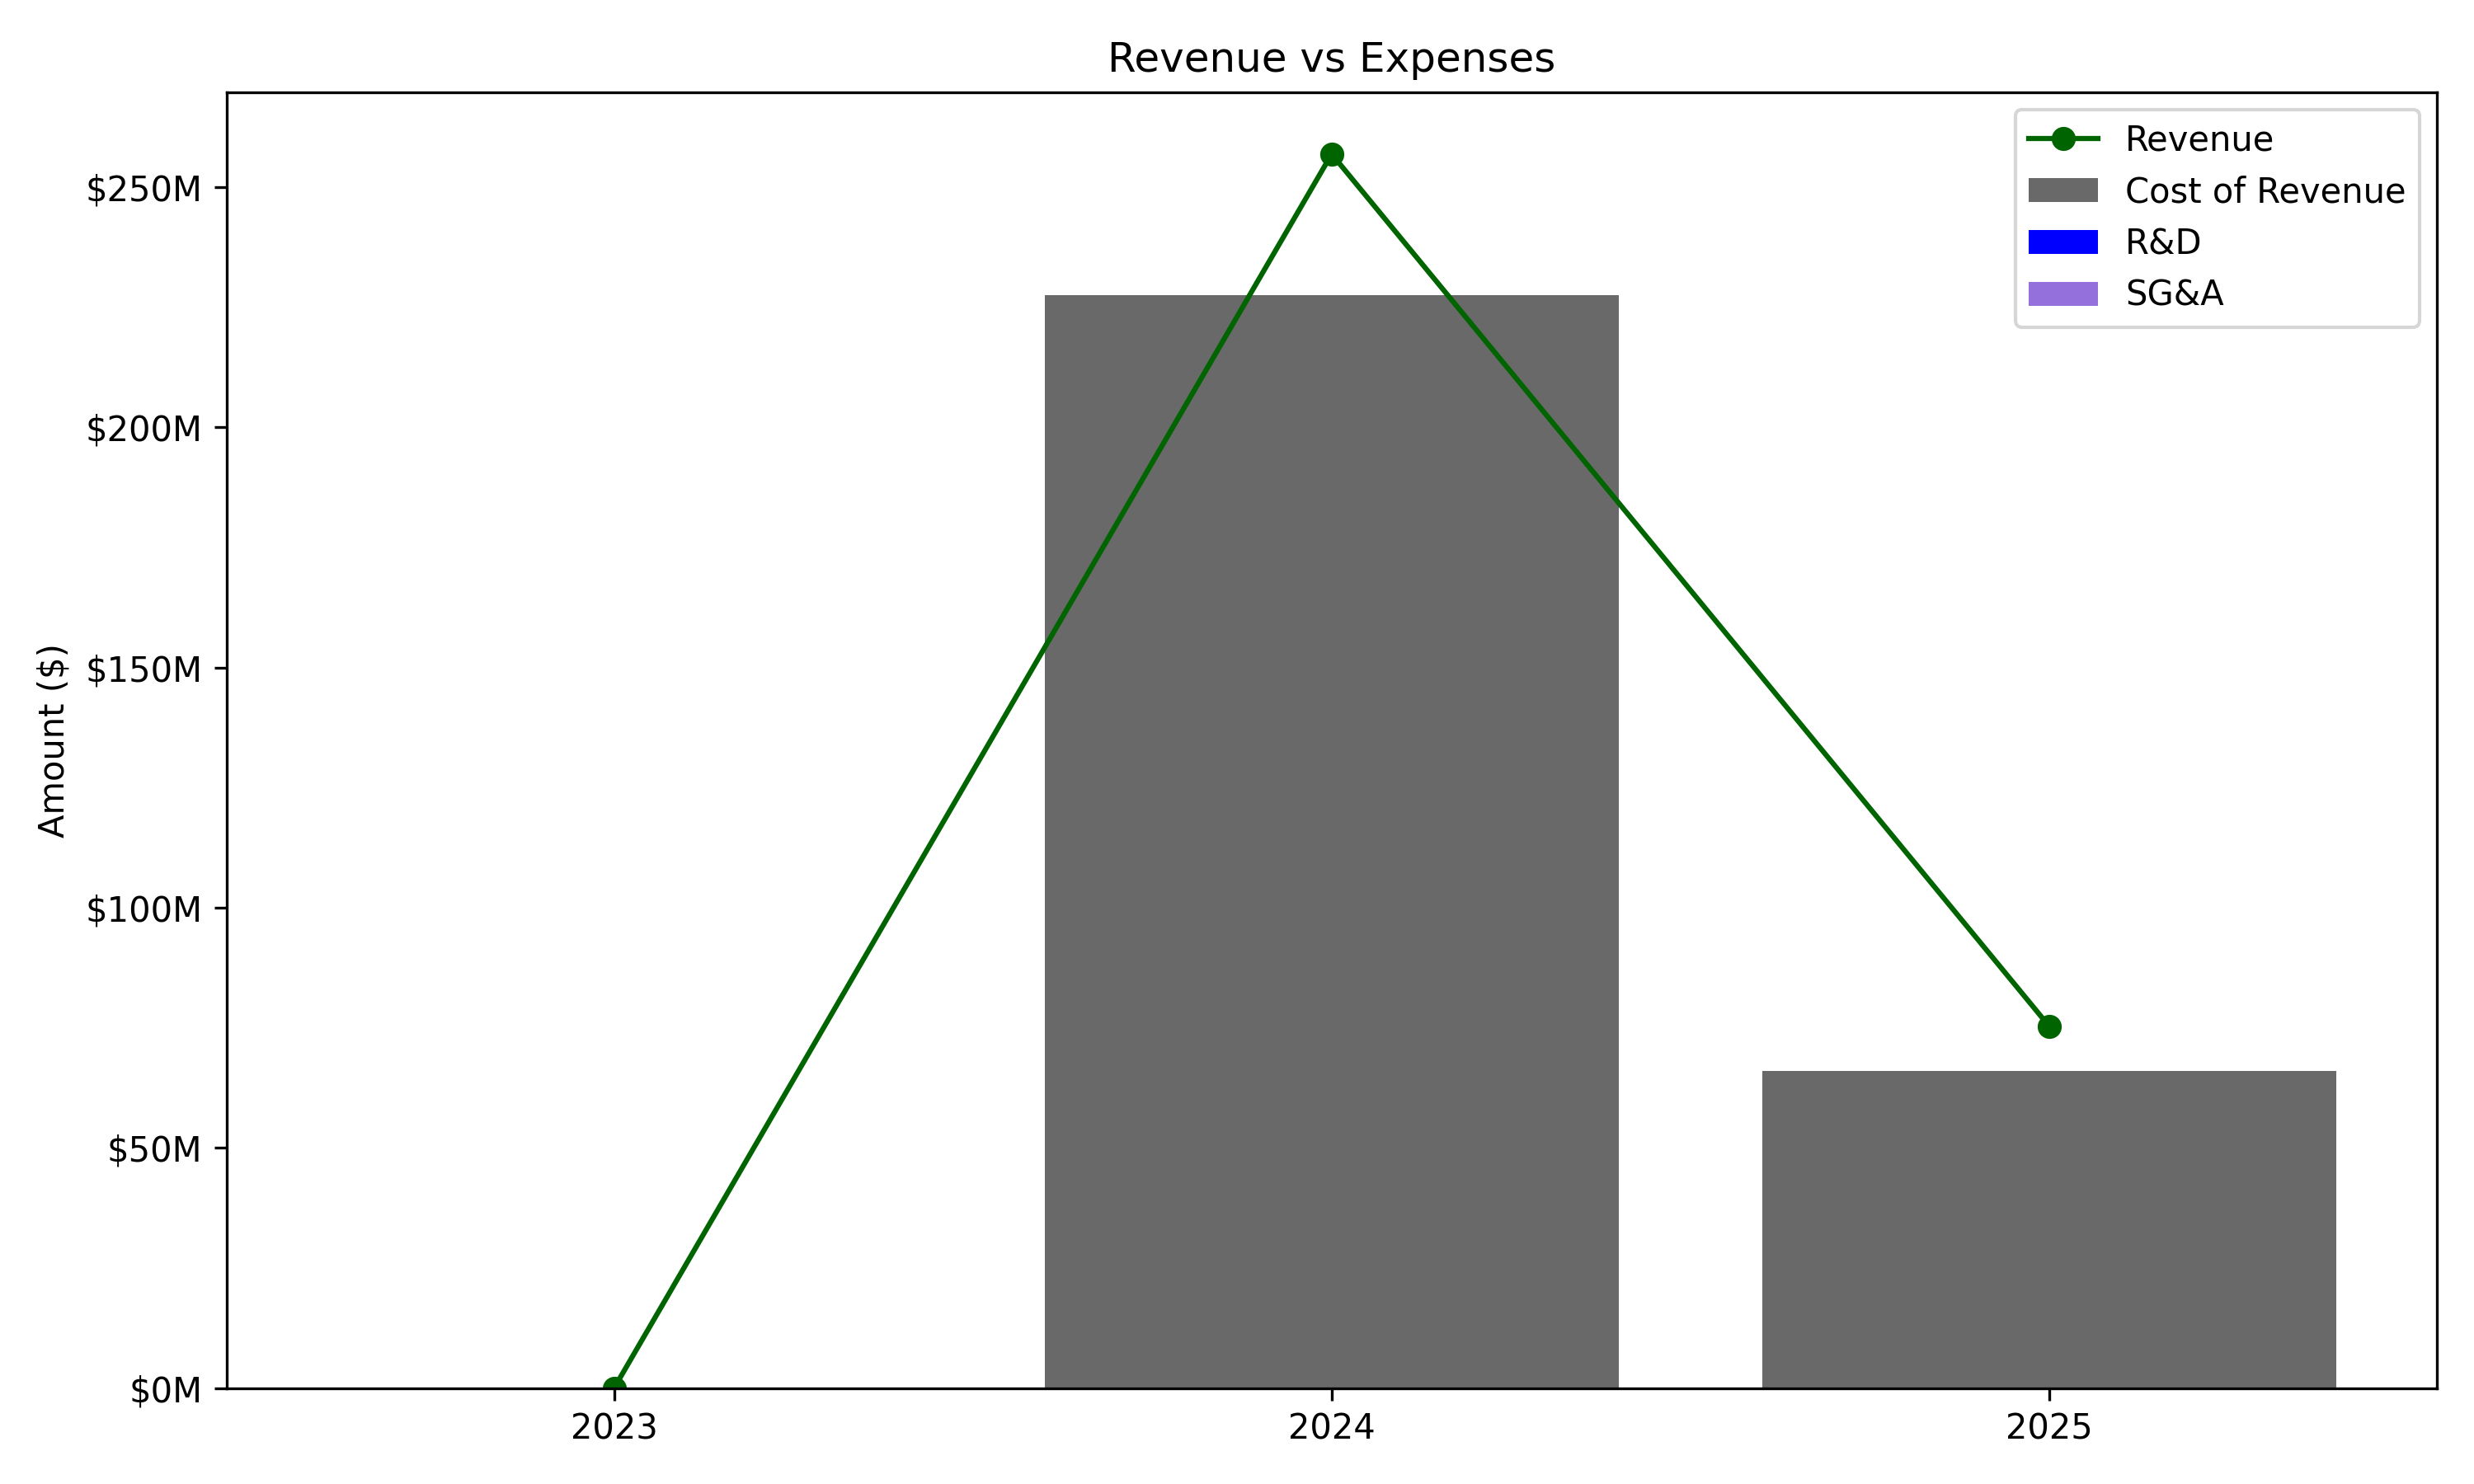 Revenue vs Expenses
Revenue
Cost of Revenue
R&D
SG&A
Amount ($)
$250M
$200M
$150M
$100M
$50M
$0M
2023
2024
2025